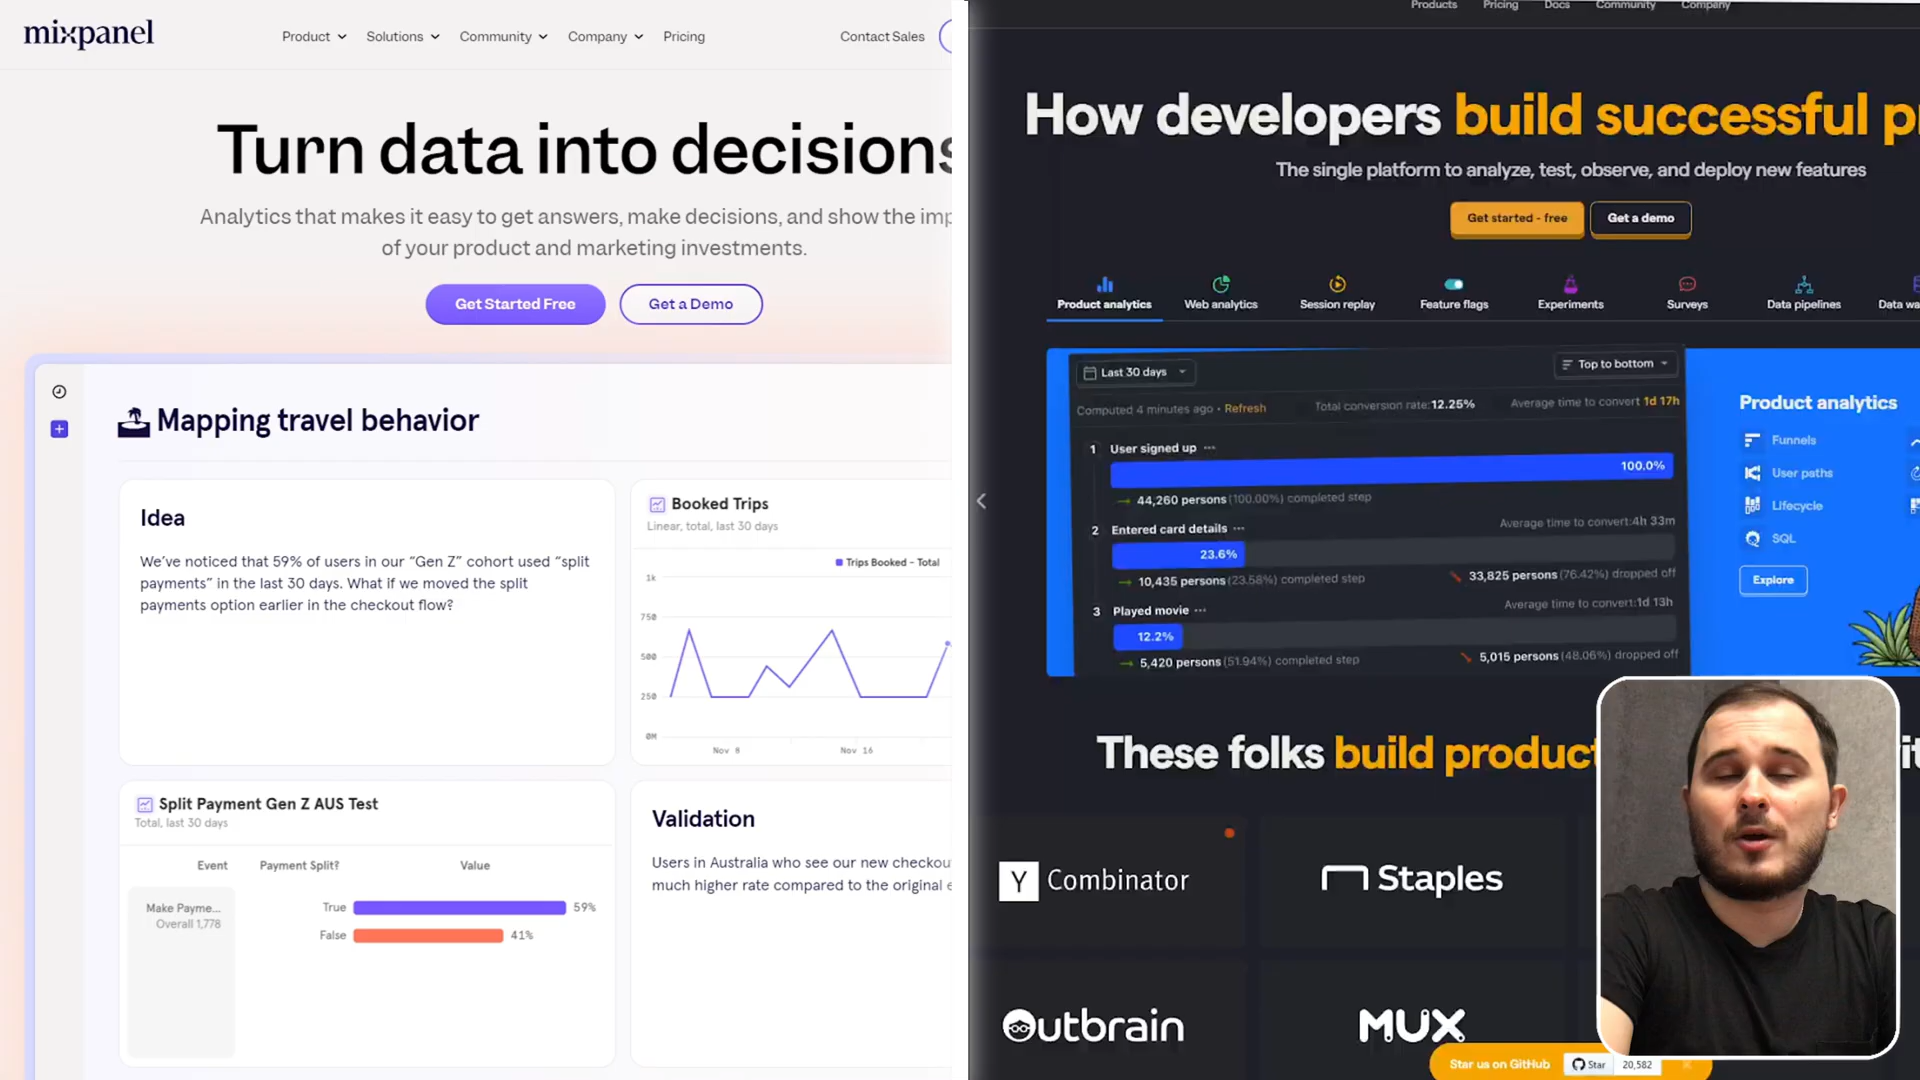 mixpanel
Product
Solutions
Community
Company
Pricing
Contact Sales
Turn data into decisions
Analytics that makes it easy to get answers, make decisions, and show the imp
of your product and marketing investments.
Get Started Free
Get a Demo
Mapping travel behavior
Idea
We've noticed that 59% of users in our “Gen Z” cohort used “split
payments” in the last 30 days. What if we moved the split
payments option earlier in the checkout flow?
Booked Trips
Linear, total, last 30 days
Trips Booked - Total
1k
750
500
250
0M
Nov 8
Nov 16
Split Payment Gen Z AUS Test
Total, last 30 days
Event
Payment Split?
Value
Make Payme...
Overall 1,778
True
59%
False
41%
Validation
Users in Australia who see our new checkou
much higher rate compared to the original e
Products
Pricing
Docs
Community
Company
How developers build successful pr
The single platform to analyze, test, observe, and deploy new features
Get started - free
Get a demo
Product analytics
Web analytics
Session replay
Feature flags
Experiments
Surveys
Data pipelines
Data wa
Last 30 days
Top to bottom
Computed 4 minutes ago • Refresh
Total conversion rate:12.25%
Average time to convert 1d 17h
1 User signed up ...
100.0%
→ 44,260 persons(100.00%) completed step
2 Entered card details ...
Average time to convert:4h 33m
23.6%
→ 10,435 persons(23.58%) completed step
33,825 persons(76.42%) dropped off
3 Played movie ...
Average time to convert:1d 13h
12.2%
→ 5,420 persons(51.94%) completed step
5,015 persons(48.06%) dropped off
Product analytics
Funnels
User paths
Lifecycle
SQL
Explore
These folks build product
Y Combinator
Staples
Outbrain
MUX
Star us on GitHub
Star
20,582